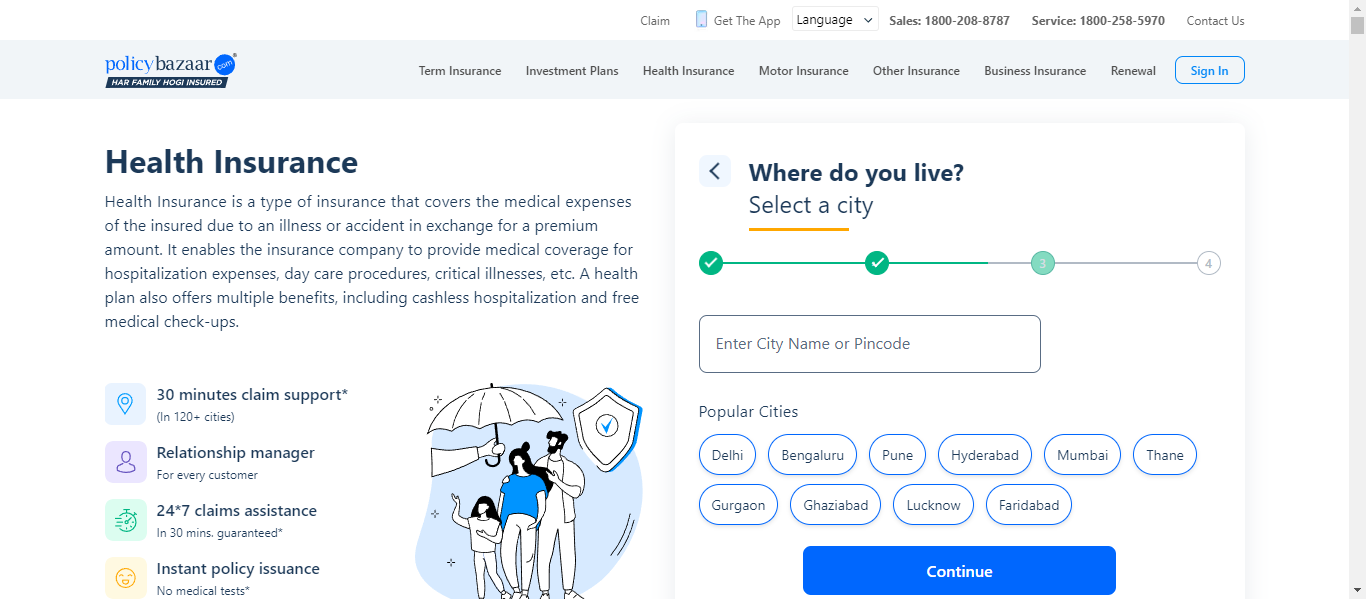 Claim
Get The App
Language
Sales: 1800-208-8787
Service: 1800-258-5970
Contact Us
policybazaar.com
HAR FAMILY HOGI INSURED
Term Insurance
Investment Plans
Health Insurance
Motor Insurance
Other Insurance
Business Insurance
Renewal
Sign In
Health Insurance
Health Insurance is a type of insurance that covers the medical expenses
of the insured due to an illness or accident in exchange for a premium
amount. It enables the insurance company to provide medical coverage for
hospitalization expenses, day care procedures, critical illnesses, etc. A health
plan also offers multiple benefits, including cashless hospitalization and free
medical check-ups.
30 minutes claim support*
(In 120+ cities)
Relationship manager
For every customer
24*7 claims assistance
In 30 mins. guaranteed*
Instant policy issuance
No medical tests*
Where do you live?
Select a city
3
4
Enter City Name or Pincode
Popular Cities
Delhi
Bengaluru
Pune
Hyderabad
Mumbai
Thane
Gurgaon
Ghaziabad
Lucknow
Faridabad
Continue